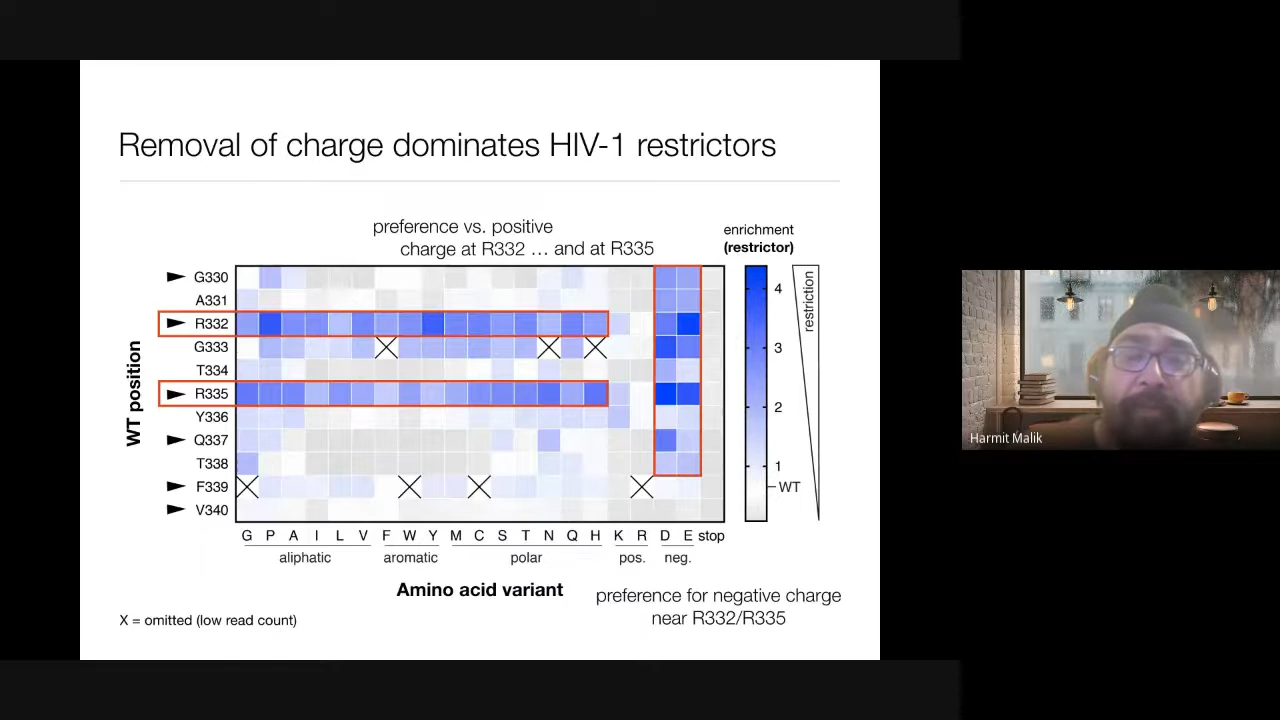 Removal of charge dominates HIV-1 restrictors
preference vs. positive
charge at R332 … and at R335
enrichment
(restrictor)
G330
A331
R332
G333
T334
R335
Y336
Q337
T338
F339
V340
WT position
4
3
2
1
WT
restriction
G P A I L V F W Y M C S T N Q H K R D E stop
aliphatic aromatic polar pos. neg.
Amino acid variant
preference for negative charge
near R332/R335
X = omitted (low read count)
Harmit Malik